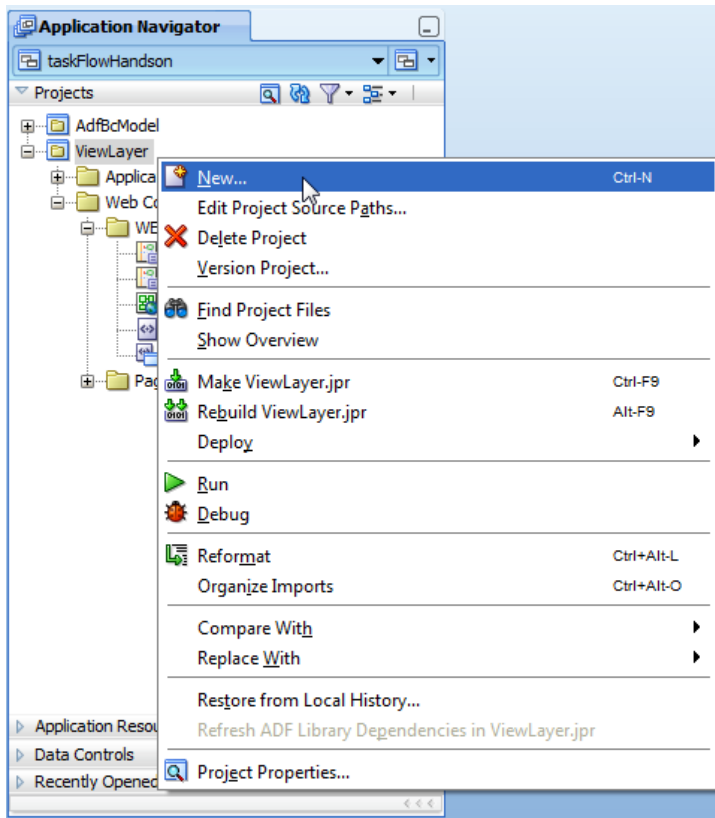 Application Navigator
taskFlowHandson
Projects
AdfBcModel
ViewLayer
Applica
Web Co
WE
Pag
New... Ctrl-N
Edit Project Source Paths...
Delete Project
Version Project...
Find Project Files
Show Overview
Make ViewLayer.jpr Ctrl-F9
Rebuild ViewLayer.jpr Alt-F9
Deploy
Run
Debug
Reformat Ctrl+Alt-L
Organize Imports Ctrl+Alt-O
Compare With
Replace With
Restore from Local History...
Refresh ADF Library Dependencies in ViewLayer.jpr
Project Properties...
Application Resou
Data Controls
Recently Opened